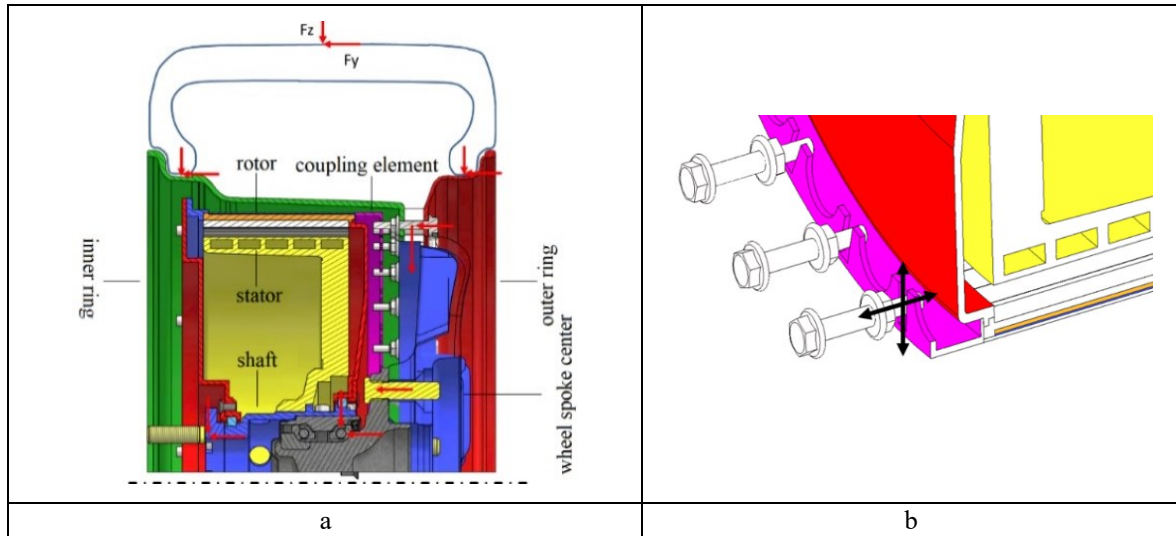 Fz
Fy
rotor
coupling element
inner ring
stator
outer ring
shaft
wheel spoke center
a
b